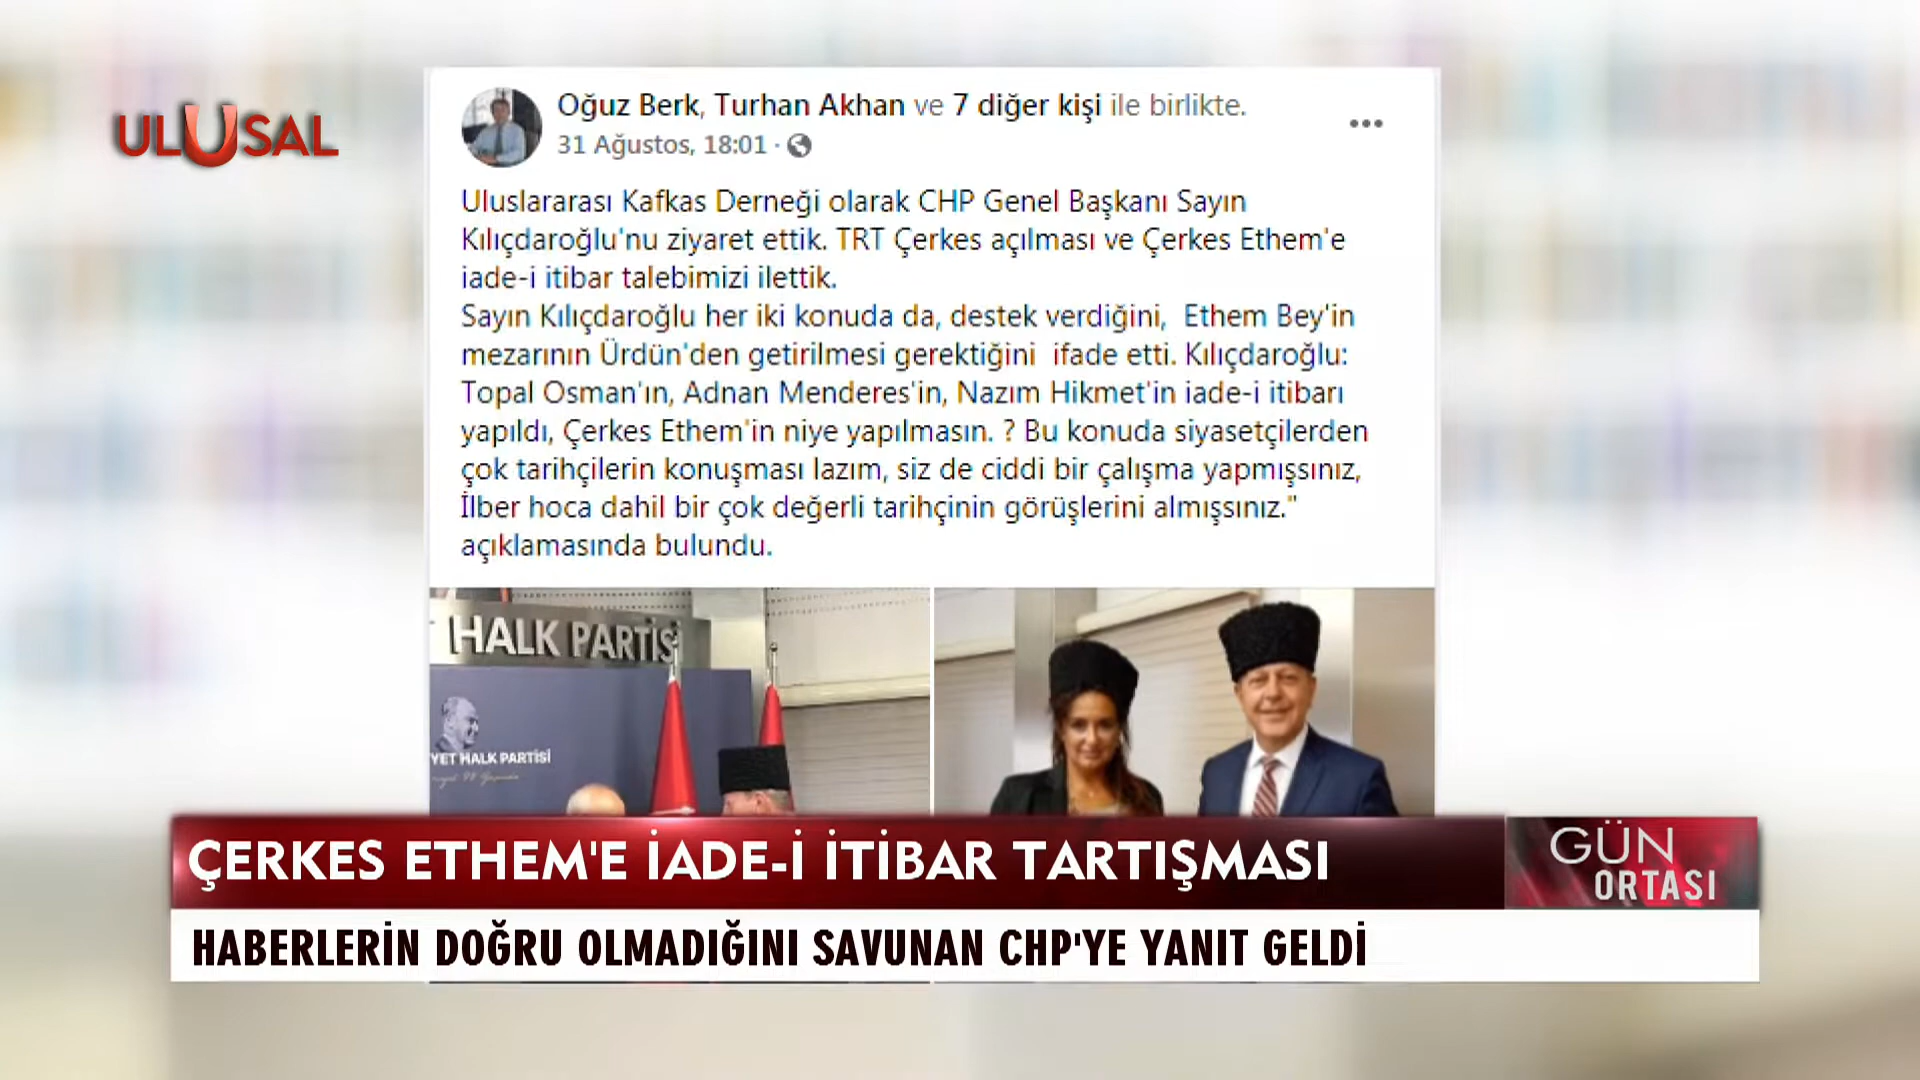 ULUSAL
Oğuz Berk, Turhan Akhan ve 7 diğer kişi ile birlikte.
31 Ağustos, 18:01 ·
Uluslararası Kafkas Derneği olarak CHP Genel Başkanı Sayın
Kılıçdaroğlu'nu ziyaret ettik. TRT Çerkes açılması ve Çerkes Ethem'e
iade-i itibar talebimizi ilettik.
Sayın Kılıçdaroğlu her iki konuda da, destek verdiğini, Ethem Bey'in
mezarının Ürdün'den getirilmesi gerektiğini ifade etti. Kılıçdaroğlu:
Topal Osman'ın, Adnan Menderes'in, Nazım Hikmet'in iade-i itibarı
yapıldı, Çerkes Ethem'in niye yapılmasın. ? Bu konuda siyasetçilerden
çok tarihçilerin konuşması lazım, siz de ciddi bir çalışma yapmışsınız,
İlber hoca dahil bir çok değerli tarihçinin görüşlerini almışsınız."
açıklamasında bulundu.
HALK PARTİSİ
YET HALK PARTİSİ
ÇERKES ETHEM'E İADE-İ İTİBAR TARTIŞMASI
GÜN
ORTASI
HABERLERİN DOĞRU OLMADIĞINI SAVUNAN CHP'YE YANIT GELDİ